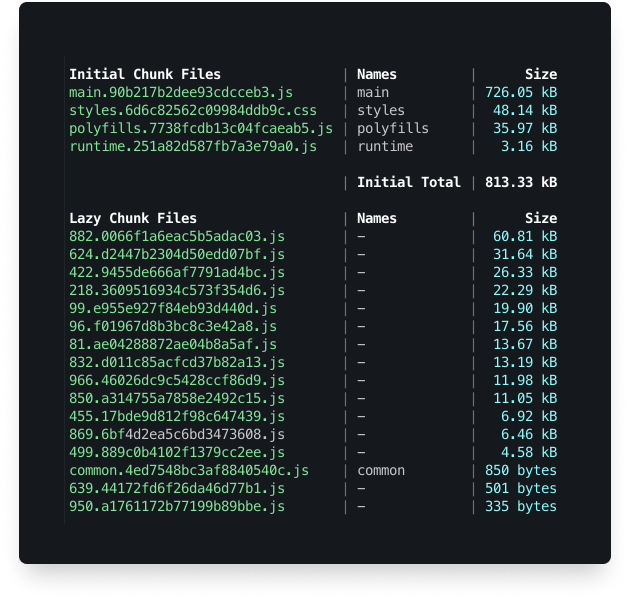 Initial Chunk Files | Names | Size
main.90b217b2dee93cdcceb3.js | main | 726.05 kB
styles.6d6c82562c09984ddb9c.css | styles | 48.14 kB
polyfills.7738fcdb13c04fcaeab5.js | polyfills | 35.97 kB
runtime.251a82d587fb7a3e79a0.js | runtime | 3.16 kB
| Initial Total | 813.33 kB
Lazy Chunk Files | Names | Size
882.0066f1a6eac5b5adac03.js | – | 60.81 kB
624.d2447b2304d50edd07bf.js | – | 31.64 kB
422.9455de666af7791ad4bc.js | – | 26.33 kB
218.3609516934c573f354d6.js | – | 22.29 kB
99.e955e927f84eb93d440d.js | – | 19.90 kB
96.f01967d8b3bc8c3e42a8.js | – | 17.56 kB
81.ae04288872ae04b8a5af.js | – | 13.67 kB
832.d011c85acfcd37b82a13.js | – | 13.19 kB
966.46026dc9c5428ccf86d9.js | – | 11.98 kB
850.a314755a7858e2492c15.js | – | 11.05 kB
455.17bde9d812f98c647439.js | – | 6.92 kB
869.6bf4d2ea5c6bd3473608.js | – | 6.46 kB
499.889c0b4102f1379cc2ee.js | – | 4.58 kB
common.4ed7548bc3af8840540c.js | common | 850 bytes
639.44172fd6f26da46d77b1.js | – | 501 bytes
950.a1761172b77199b89bbe.js | – | 335 bytes